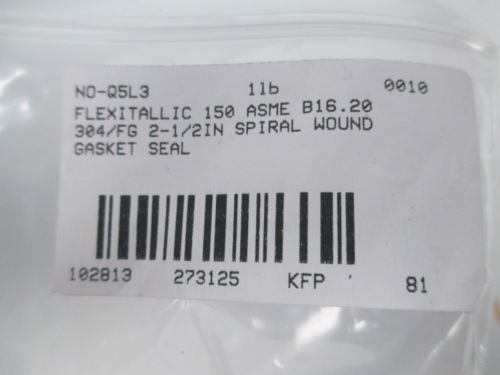 NO-Q5L3 1lb 0010
FLEXITALLIC 150 ASME B16.20
304/FG 2-1/2IN SPIRAL WOUND
GASKET SEAL
102813 273125 KFP 81